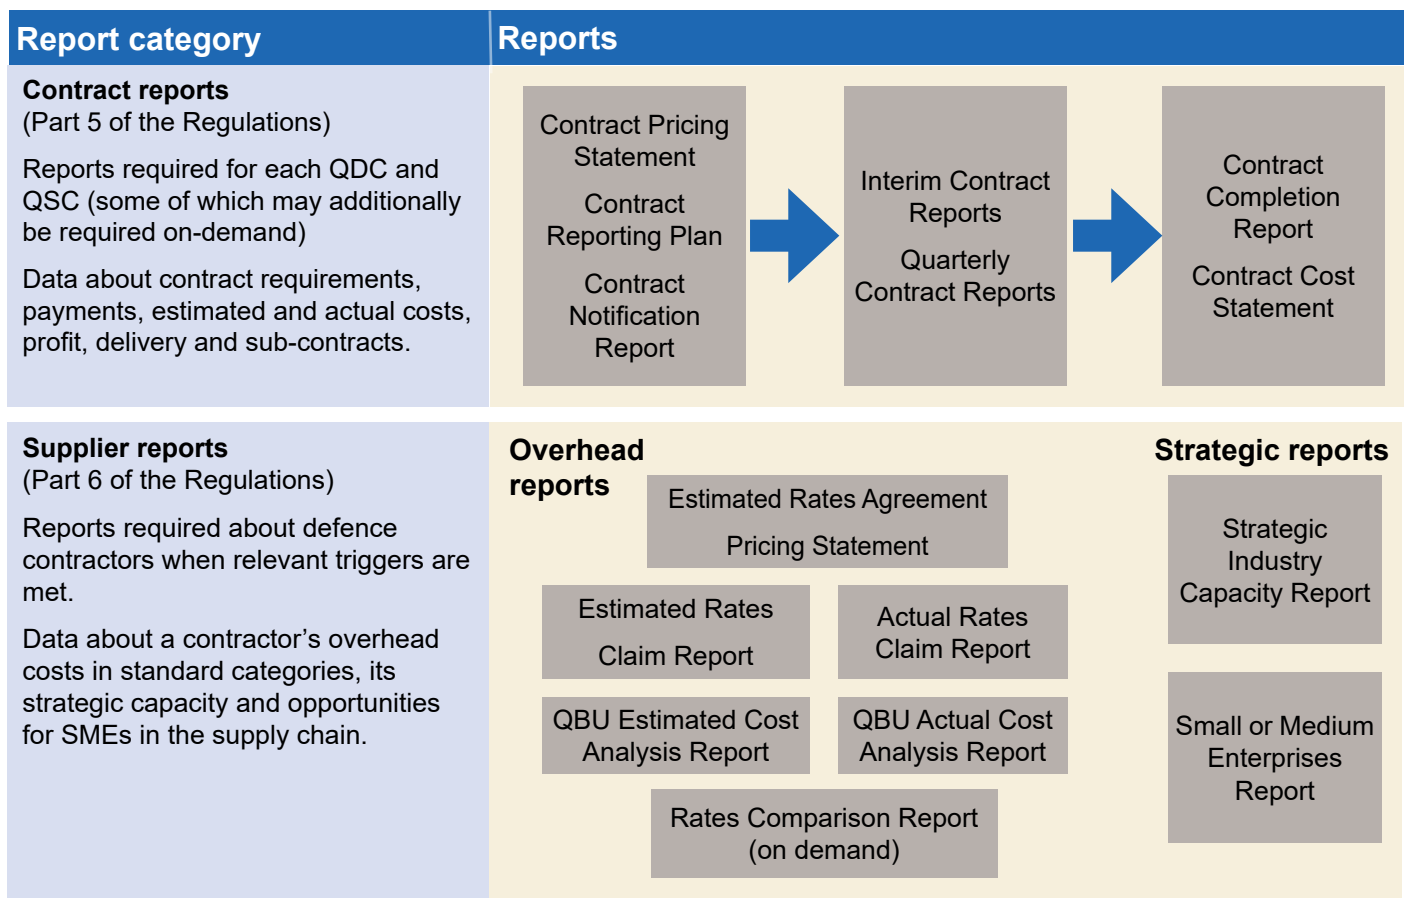 Report category
Reports
Contract reports
(Part 5 of the Regulations)
Reports required for each QDC and
QSC (some of which may additionally
be required on-demand)
Data about contract requirements,
payments, estimated and actual costs,
profit, delivery and sub-contracts.
Contract Pricing
Statement
Contract
Reporting Plan
Contract
Notification
Report
Interim Contract
Reports
Quarterly
Contract Reports
Contract
Completion
Report
Contract Cost
Statement
Supplier reports
(Part 6 of the Regulations)
Reports required about defence
contractors when relevant triggers are
met.
Data about a contractor’s overhead
costs in standard categories, its
strategic capacity and opportunities
for SMEs in the supply chain.
Overhead
reports
Estimated Rates Agreement
Pricing Statement
Estimated Rates
Claim Report
Actual Rates
Claim Report
QBU Estimated Cost
Analysis Report
QBU Actual Cost
Analysis Report
Rates Comparison Report
(on demand)
Strategic reports
Strategic
Industry
Capacity Report
Small or Medium
Enterprises
Report